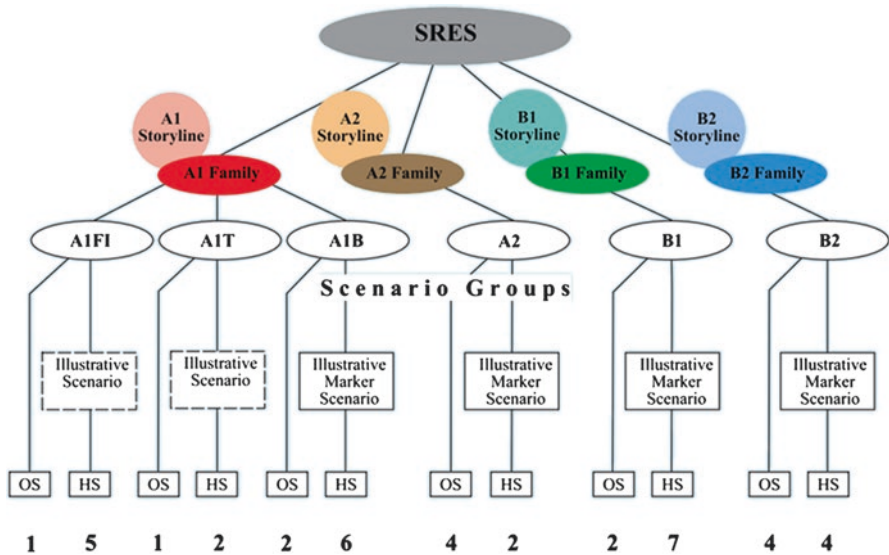 SRES
A1
Storyline
A2
Storyline
B1
Storyline
B2
Storyline
A1 Family
A2 Family
B1 Family
B2 Family
A1FI
A1T
A1B
A2
B1
B2
Scenario Groups
Illustrative
Scenario
Illustrative
Scenario
Illustrative
Marker
Scenario
Illustrative
Marker
Scenario
Illustrative
Marker
Scenario
Illustrative
Marker
Scenario
OS HS OS HS OS HS OS HS OS HS OS HS
1 5 1 2 2 6 4 2 2 7 4 4